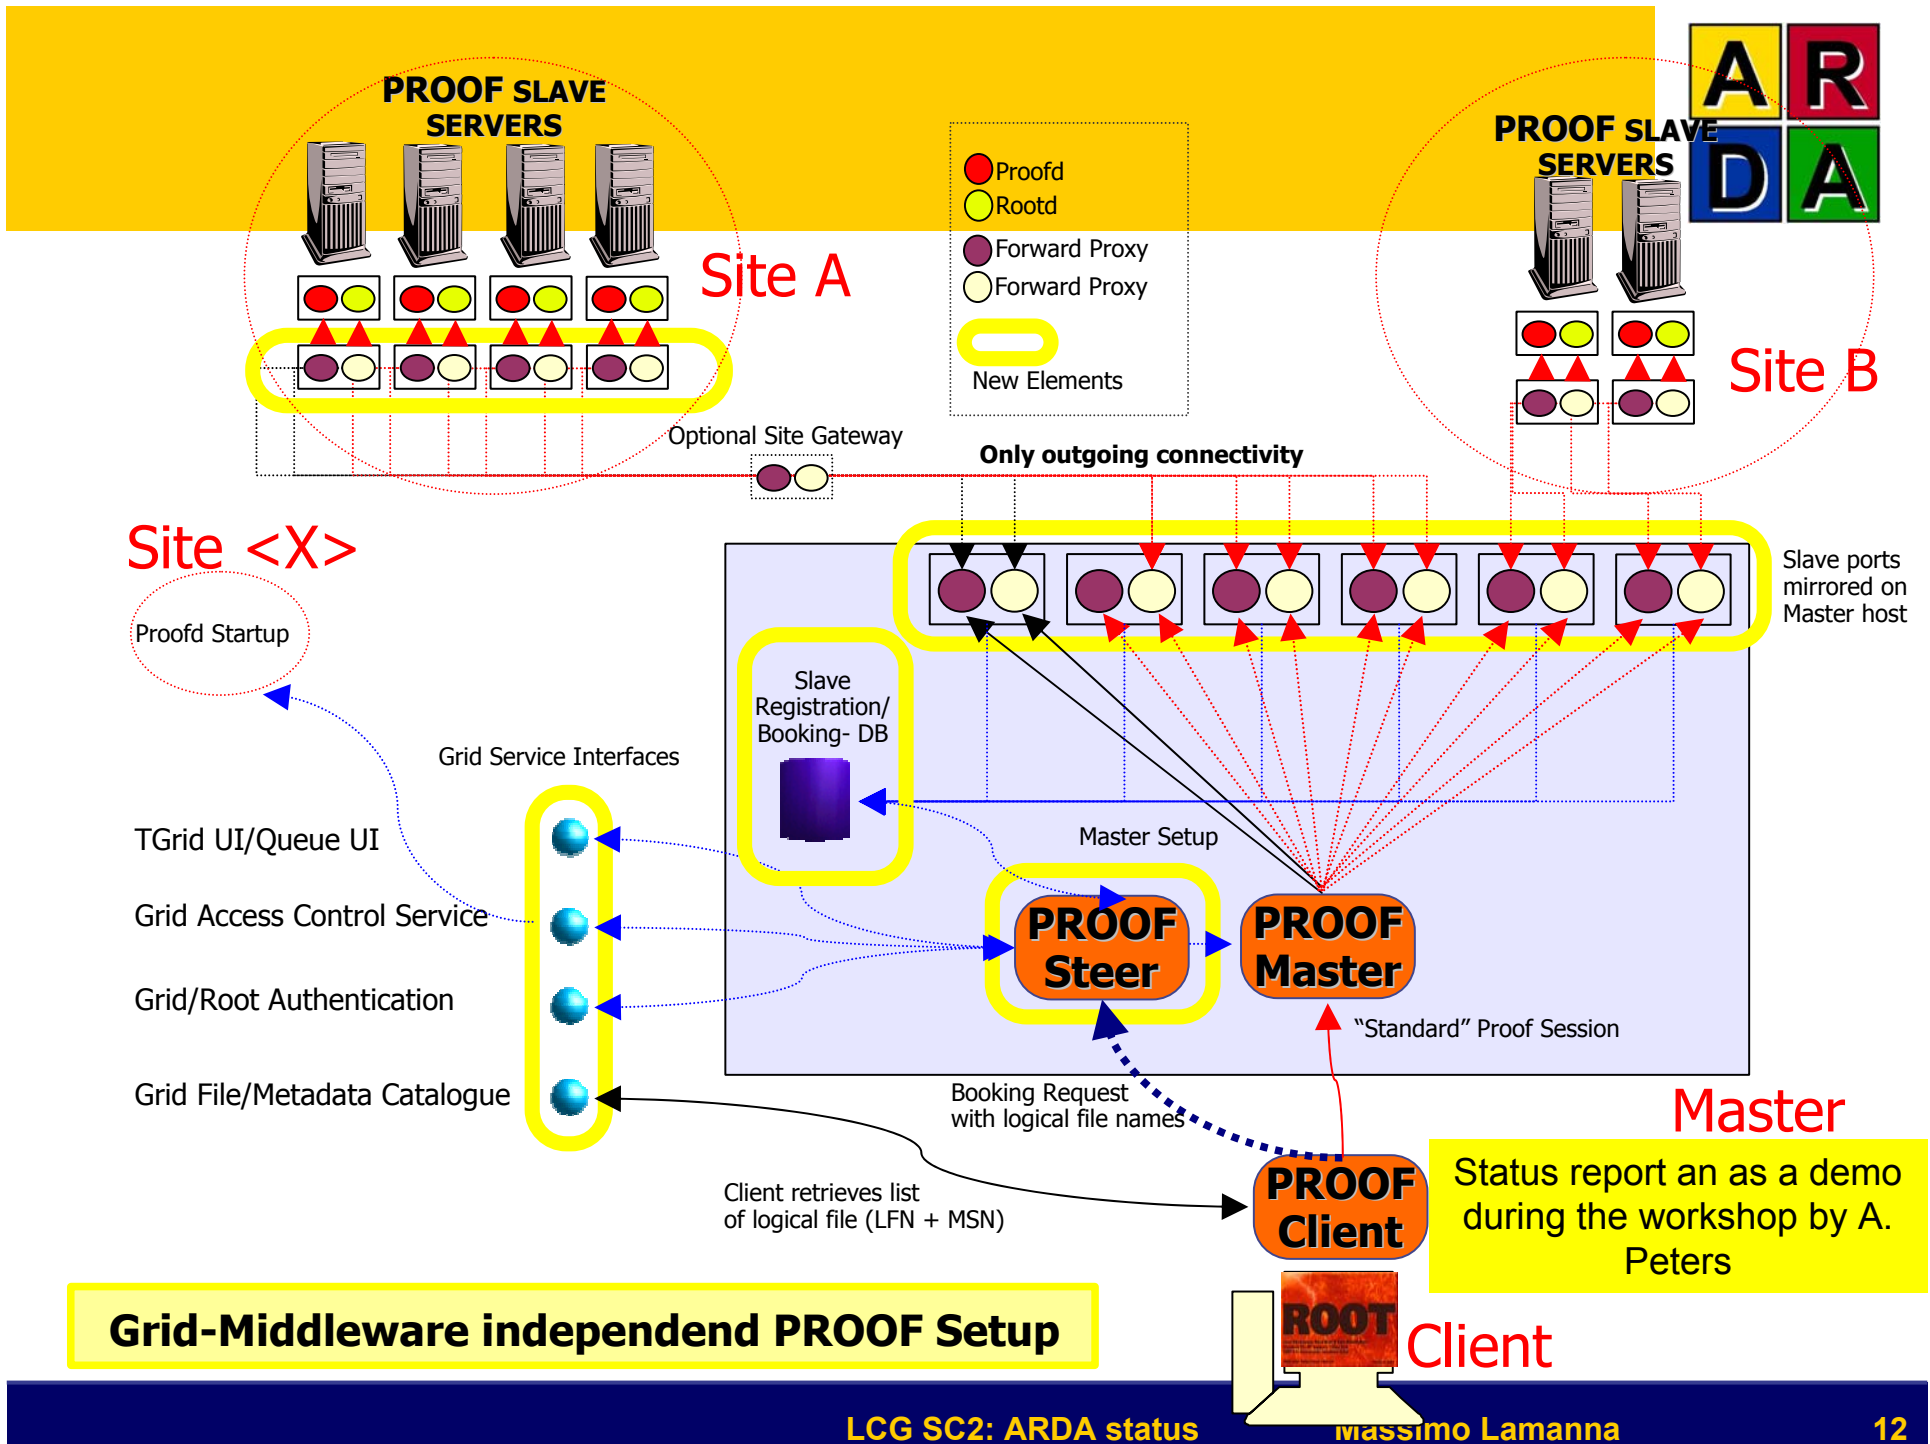 A R
D A
PROOF SLAVE
SERVERS
PROOF SLAVE
SERVERS
Proofd
Rootd
Forward Proxy
Forward Proxy
New Elements
Site A
Site B
Optional Site Gateway
Only outgoing connectivity
Site <X>
Proofd Startup
Slave ports
mirrored on
Master host
Slave
Registration/
Booking- DB
Grid Service Interfaces
Master Setup
TGrid UI/Queue UI
Grid Access Control Service
Grid/Root Authentication
Grid File/Metadata Catalogue
PROOF
Steer
PROOF
Master
“Standard” Proof Session
Booking Request
with logical file names
Master
Client retrieves list
of logical file (LFN + MSN)
PROOF
Client
Status report an as a demo
during the workshop by A.
Peters
Grid-Middleware independend PROOF Setup
ROOT
Client
LCG SC2: ARDA status
Massimo Lamanna
12